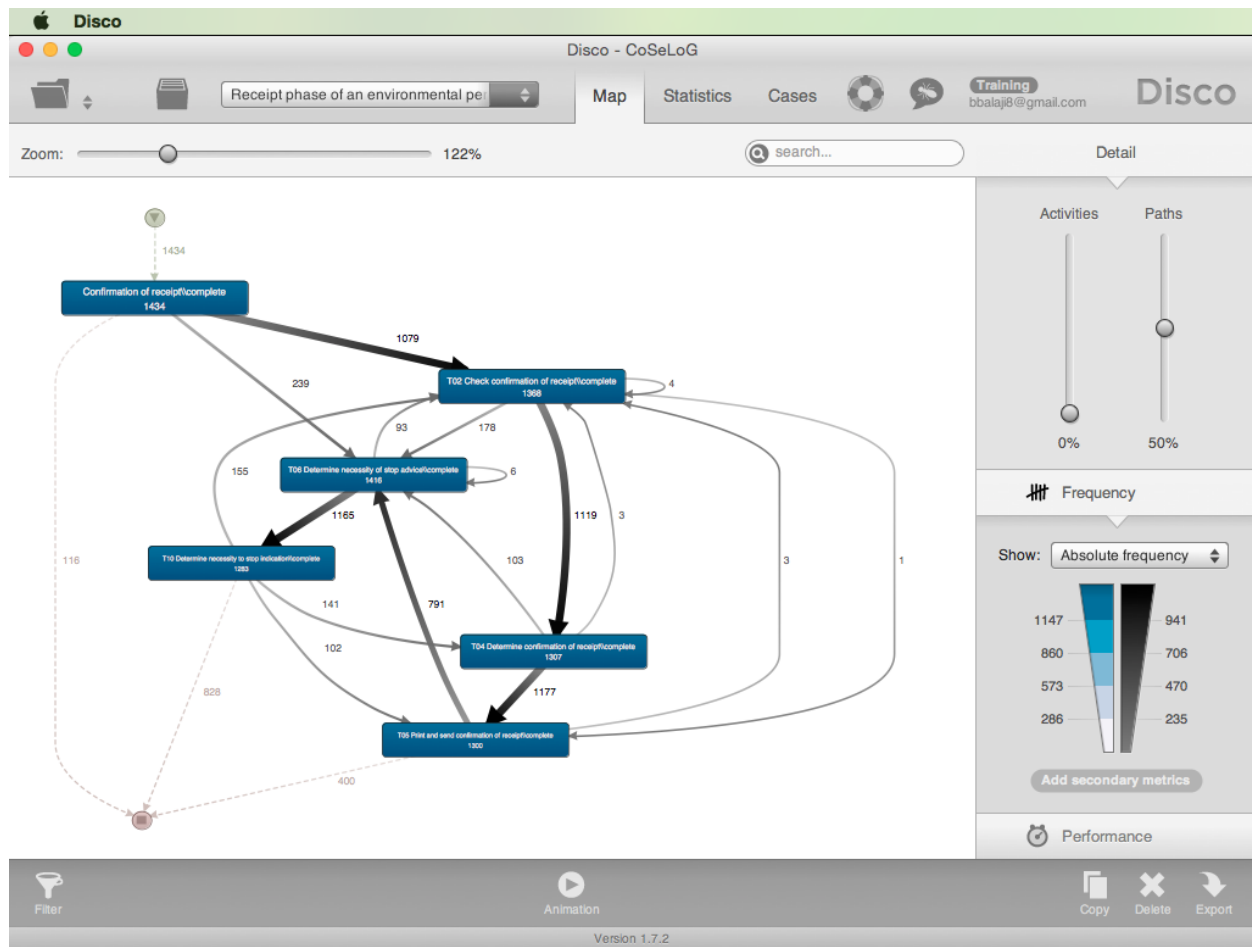 Disco
Disco - CoSeLoG
Receipt phase of an environmental per
Map
Statistics
Cases
Training
bbalaji8@gmail.com
Disco
Zoom:
122%
search...
Detail
1434
Confirmation of receipt\\complete
1434
1079
239
T02 Check confirmation of receipt\\complete
1368
4
93
178
T06 Determine necessity of stop advice\\complete
1416
6
155
1165
1119
3
T10 Determine necessity to stop indication\\complete
1283
116
103
3
1
141
791
102
T04 Determine confirmation of receipt\\complete
1307
828
1177
T05 Print and send confirmation of receipt\\complete
1300
400
Activities
Paths
0%
50%
Frequency
Show:
Absolute frequency
1147
941
860
706
573
470
286
235
Add secondary metrics
Performance
Filter
Animation
Copy
Delete
Export
Version 1.7.2